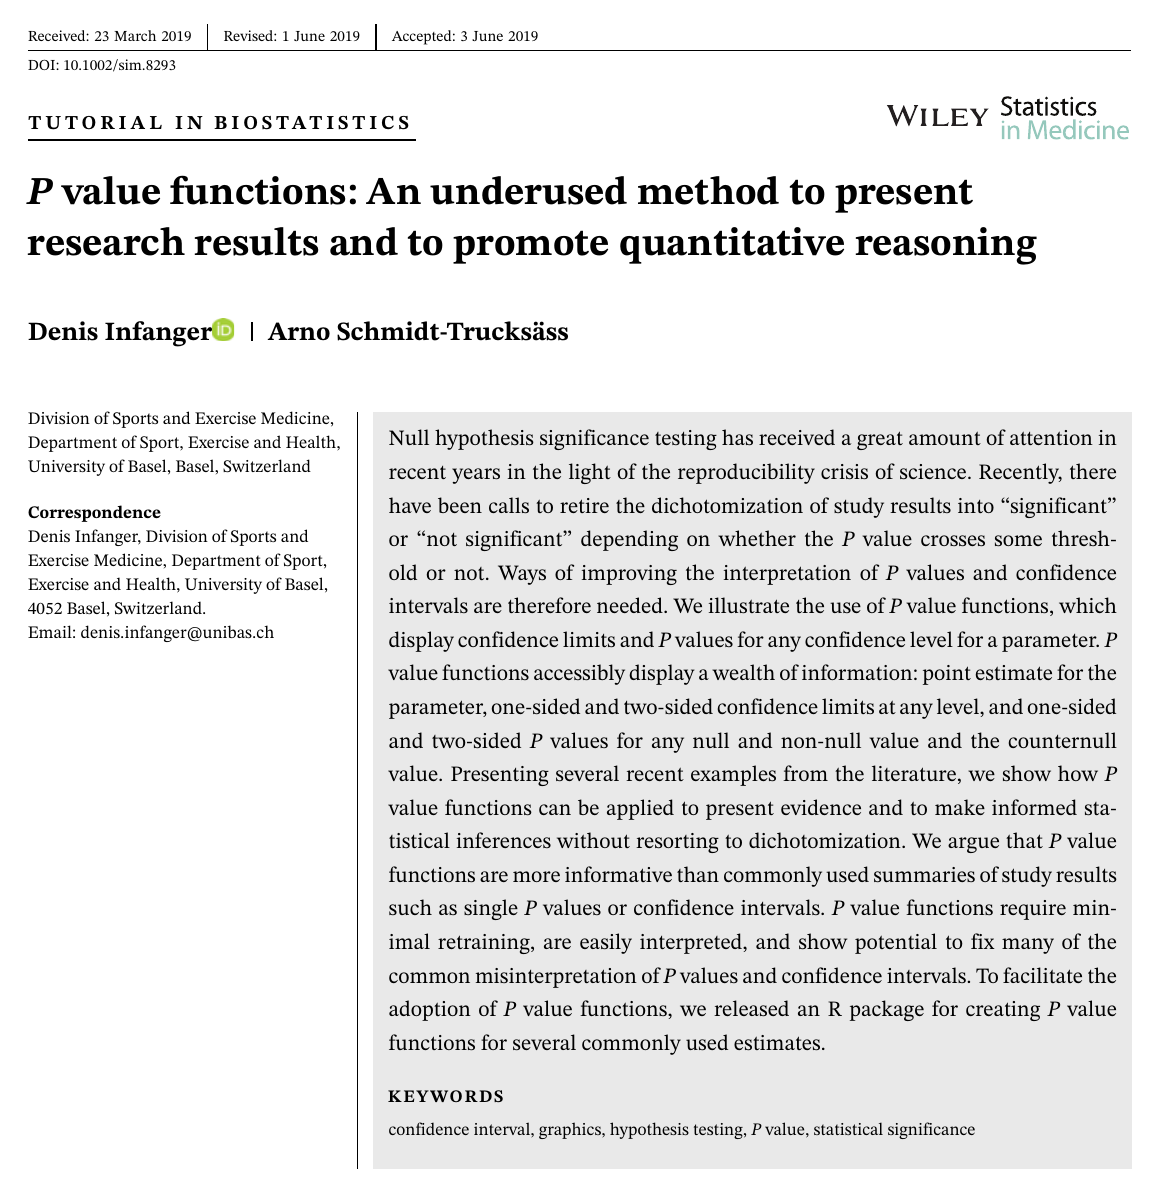 Received: 23 March 2019 Revised: 1 June 2019 Accepted: 3 June 2019
DOI: 10.1002/sim.8293
TUTORIAL IN BIOSTATISTICS
WILEY Statistics
in Medicine
P value functions: An underused method to present
research results and to promote quantitative reasoning
Denis Infanger iD | Arno Schmidt-Trucksäss
Division of Sports and Exercise Medicine,
Department of Sport, Exercise and Health,
University of Basel, Basel, Switzerland
Correspondence
Denis Infanger, Division of Sports and
Exercise Medicine, Department of Sport,
Exercise and Health, University of Basel,
4052 Basel, Switzerland.
Email: denis.infanger@unibas.ch
Null hypothesis significance testing has received a great amount of attention in
recent years in the light of the reproducibility crisis of science. Recently, there
have been calls to retire the dichotomization of study results into “significant”
or “not significant” depending on whether the P value crosses some thresh-
old or not. Ways of improving the interpretation of P values and confidence
intervals are therefore needed. We illustrate the use of P value functions, which
display confidence limits and P values for any confidence level for a parameter. P
value functions accessibly display a wealth of information: point estimate for the
parameter, one-sided and two-sided confidence limits at any level, and one-sided
and two-sided P values for any null and non-null value and the counternull
value. Presenting several recent examples from the literature, we show how P
value functions can be applied to present evidence and to make informed sta-
tistical inferences without resorting to dichotomization. We argue that P value
functions are more informative than commonly used summaries of study results
such as single P values or confidence intervals. P value functions require min-
imal retraining, are easily interpreted, and show potential to fix many of the
common misinterpretation of P values and confidence intervals. To facilitate the
adoption of P value functions, we released an R package for creating P value
functions for several commonly used estimates.
KEYWORDS
confidence interval, graphics, hypothesis testing, P value, statistical significance